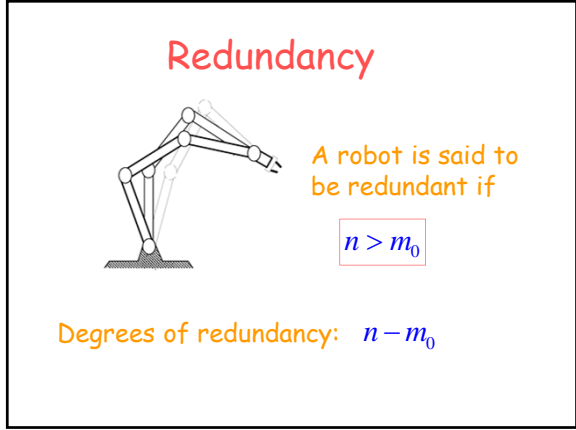 Redundancy
A robot is said to
be redundant if
n > m₀
Degrees of redundancy: n − m₀